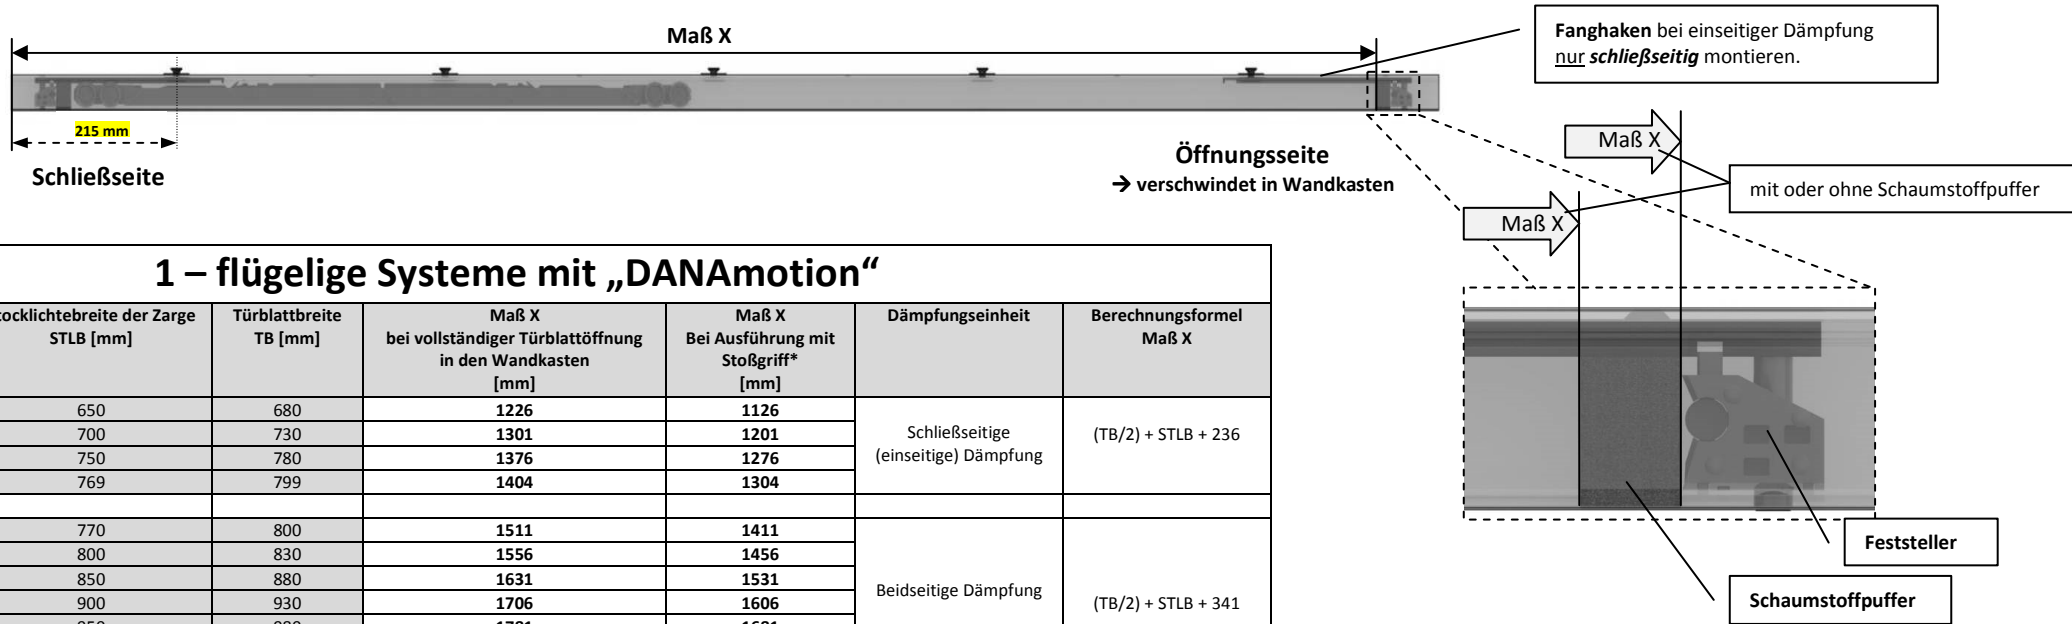 Maß X
Fanghaken bei einseitiger Dämpfung
nur schließseitig montieren.
215 mm
Schließseite
Öffnungsseite
→ verschwindet in Wandkasten
Maß X
Maß X
mit oder ohne Schaumstoffpuffer
1 – flügelige Systeme mit „DANAmotion“
tocklichtebreite der Zarge
STLB [mm]
Türblattbreite
TB [mm]
Maß X
bei vollständiger Türblattöffnung
in den Wandkasten
[mm]
Maß X
Bei Ausführung mit
Stoßgriff*
[mm]
Dämpfungseinheit
Berechnungsformel
Maß X
650 680 1226 1126
700 730 1301 1201
750 780 1376 1276
769 799 1404 1304
Schließseitige
(einseitige) Dämpfung
(TB/2) + STLB + 236
770 800 1511 1411
800 830 1556 1456
850 880 1631 1531
900 930 1706 1606
Beidseitige Dämpfung
(TB/2) + STLB + 341
Feststeller
Schaumstoffpuffer